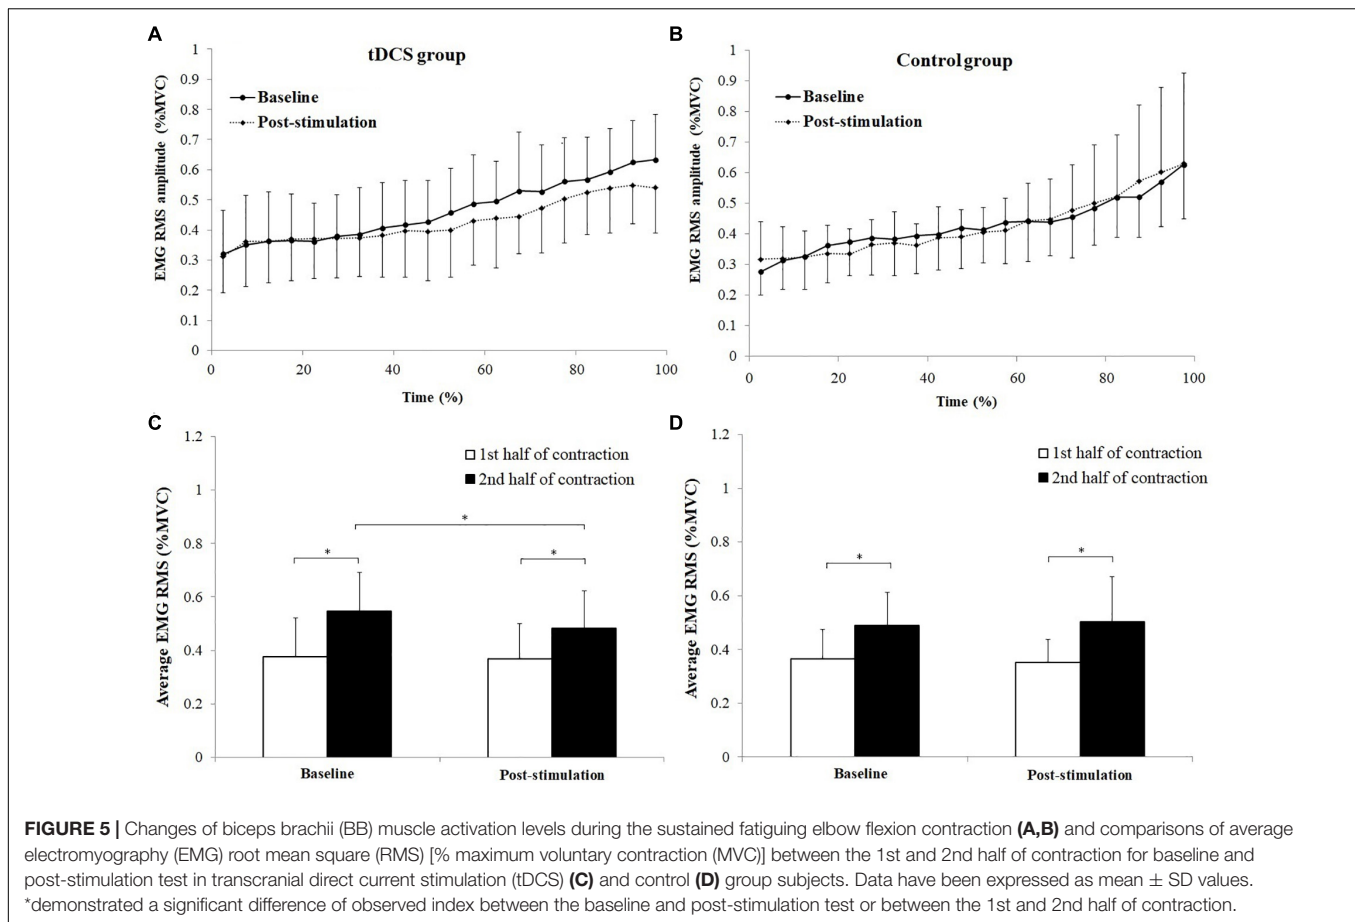 A
tDCS group
Baseline
Post-stimulation
EMG RMS amplitude (%MVC)
1
0.9
0.8
0.7
0.6
0.5
0.4
0.3
0.2
0.1
0
0
20
40
60
80
100
Time (%)
B
Control group
Baseline
Post-stimulation
EMG RMS amplitude (%MVC)
1
0.9
0.8
0.7
0.6
0.5
0.4
0.3
0.2
0.1
0
0
20
40
60
80
100
Time (%)
C
1st half of contraction
2nd half of contraction
Average EMG RMS (%MVC)
1.2
1
0.8
0.6
0.4
0.2
0
*
*
*
Baseline
Post-stimulation
D
1st half of contraction
2nd half of contraction
Average EMG RMS (%MVC)
1.2
1
0.8
0.6
0.4
0.2
0
*
*
Baseline
Post-stimulation
FIGURE 5 | Changes of biceps brachii (BB) muscle activation levels during the sustained fatiguing elbow flexion contraction (A,B) and comparisons of average
electromyography (EMG) root mean square (RMS) [% maximum voluntary contraction (MVC)] between the 1st and 2nd half of contraction for baseline and
post-stimulation test in transcranial direct current stimulation (tDCS) (C) and control (D) group subjects. Data have been expressed as mean ± SD values.
*demonstrated a significant difference of observed index between the baseline and post-stimulation test or between the 1st and 2nd half of contraction.